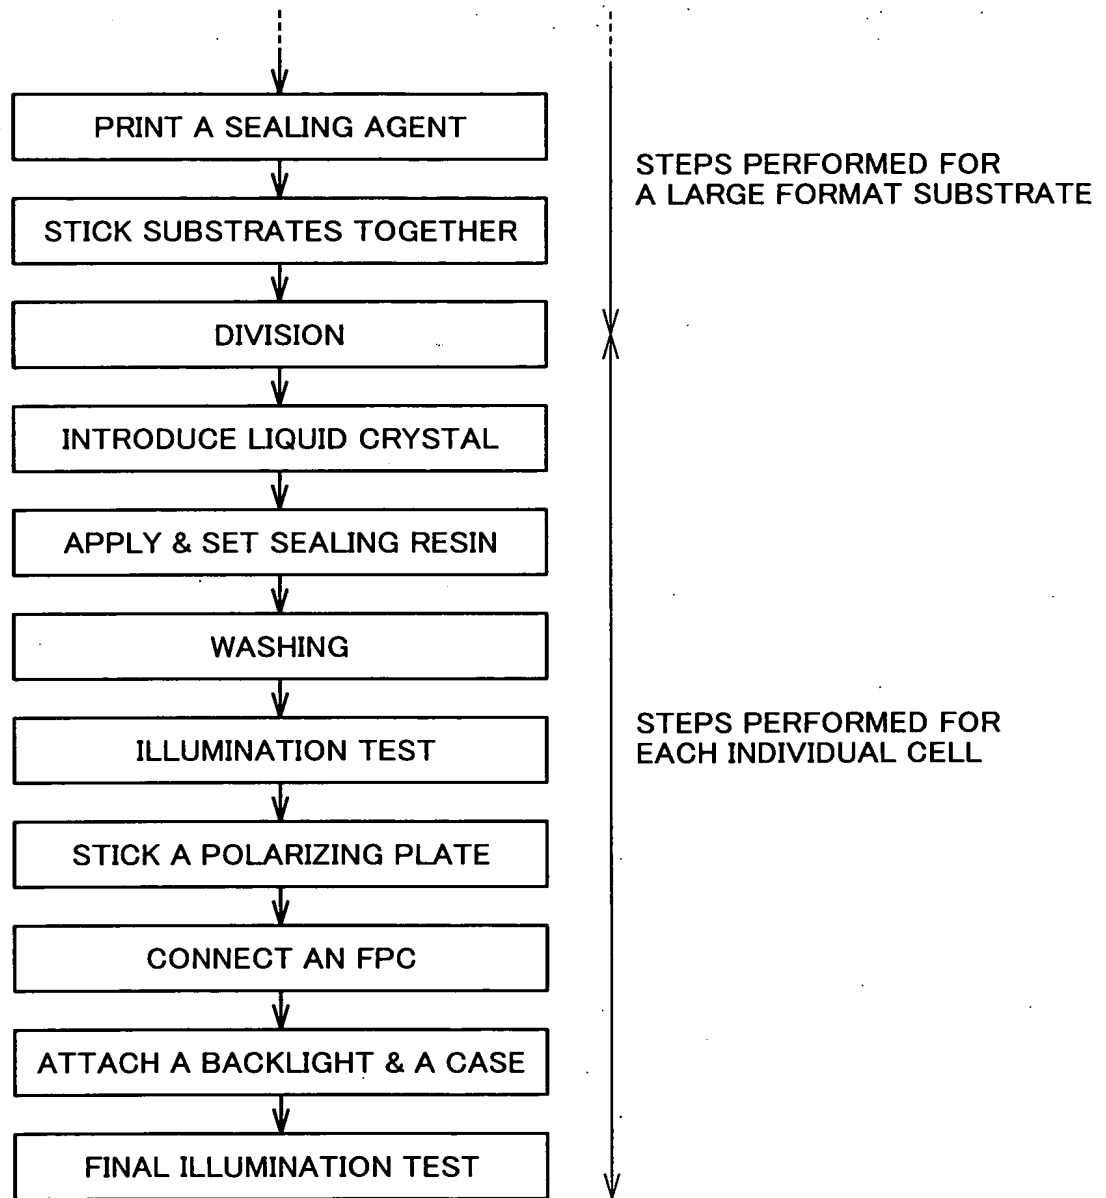 PRINT A SEALING AGENT
STICK SUBSTRATES TOGETHER
DIVISION
INTRODUCE LIQUID CRYSTAL
APPLY & SET SEALING RESIN
WASHING
ILLUMINATION TEST
STICK A POLARIZING PLATE
CONNECT AN FPC
ATTACH A BACKLIGHT & A CASE
FINAL ILLUMINATION TEST
STEPS PERFORMED FOR
A LARGE FORMAT SUBSTRATE
STEPS PERFORMED FOR
EACH INDIVIDUAL CELL